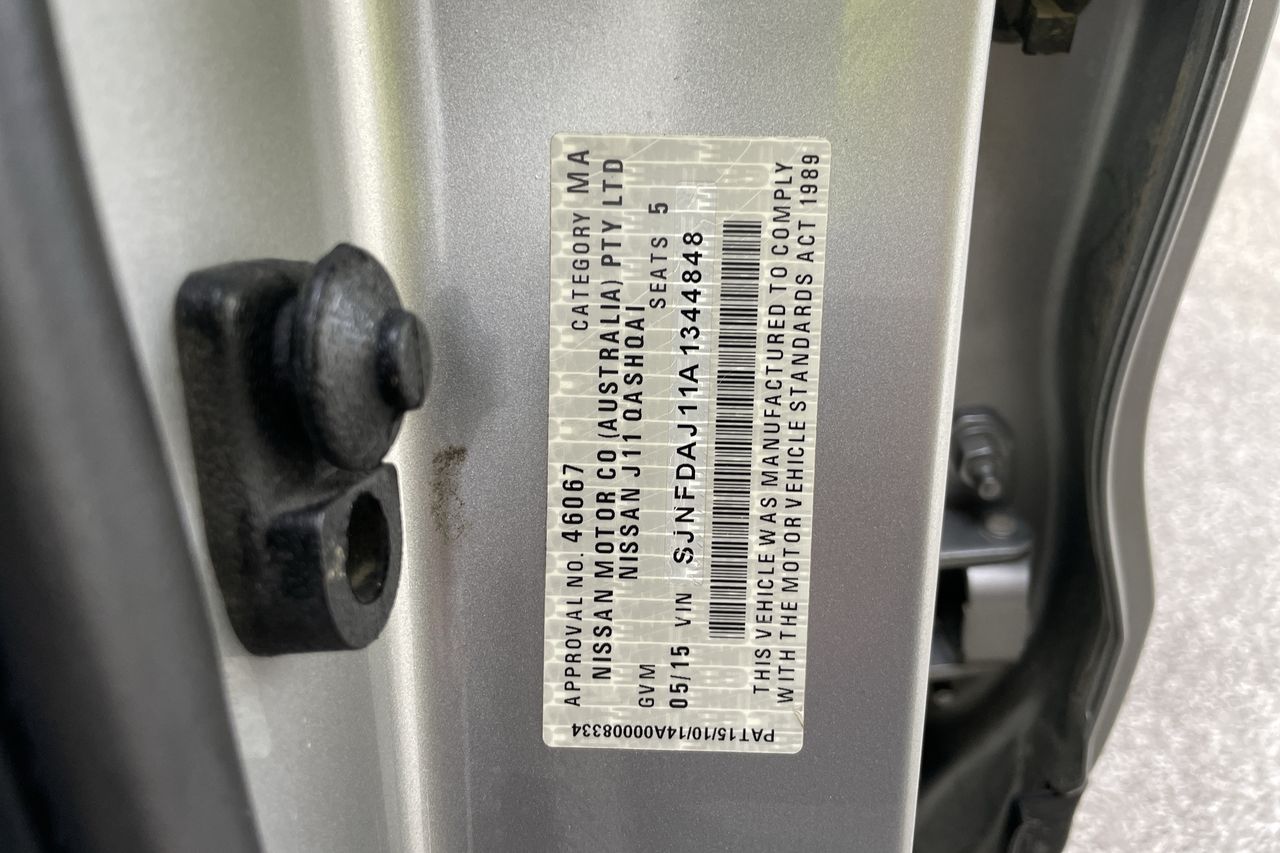 APPROVAL NO. 46067 CATEGORY MA
NISSAN MOTOR CO (AUSTRALIA) PTY LTD
NISSAN J11 QASHQAI
GVM SEATS 5
05/15 VIN SJNFDAJ11A1344848
THIS VEHICLE WAS MANUFACTURED TO COMPLY
WITH THE MOTOR VEHICLE STANDARDS ACT 1989
PAT15/10/14A00008334